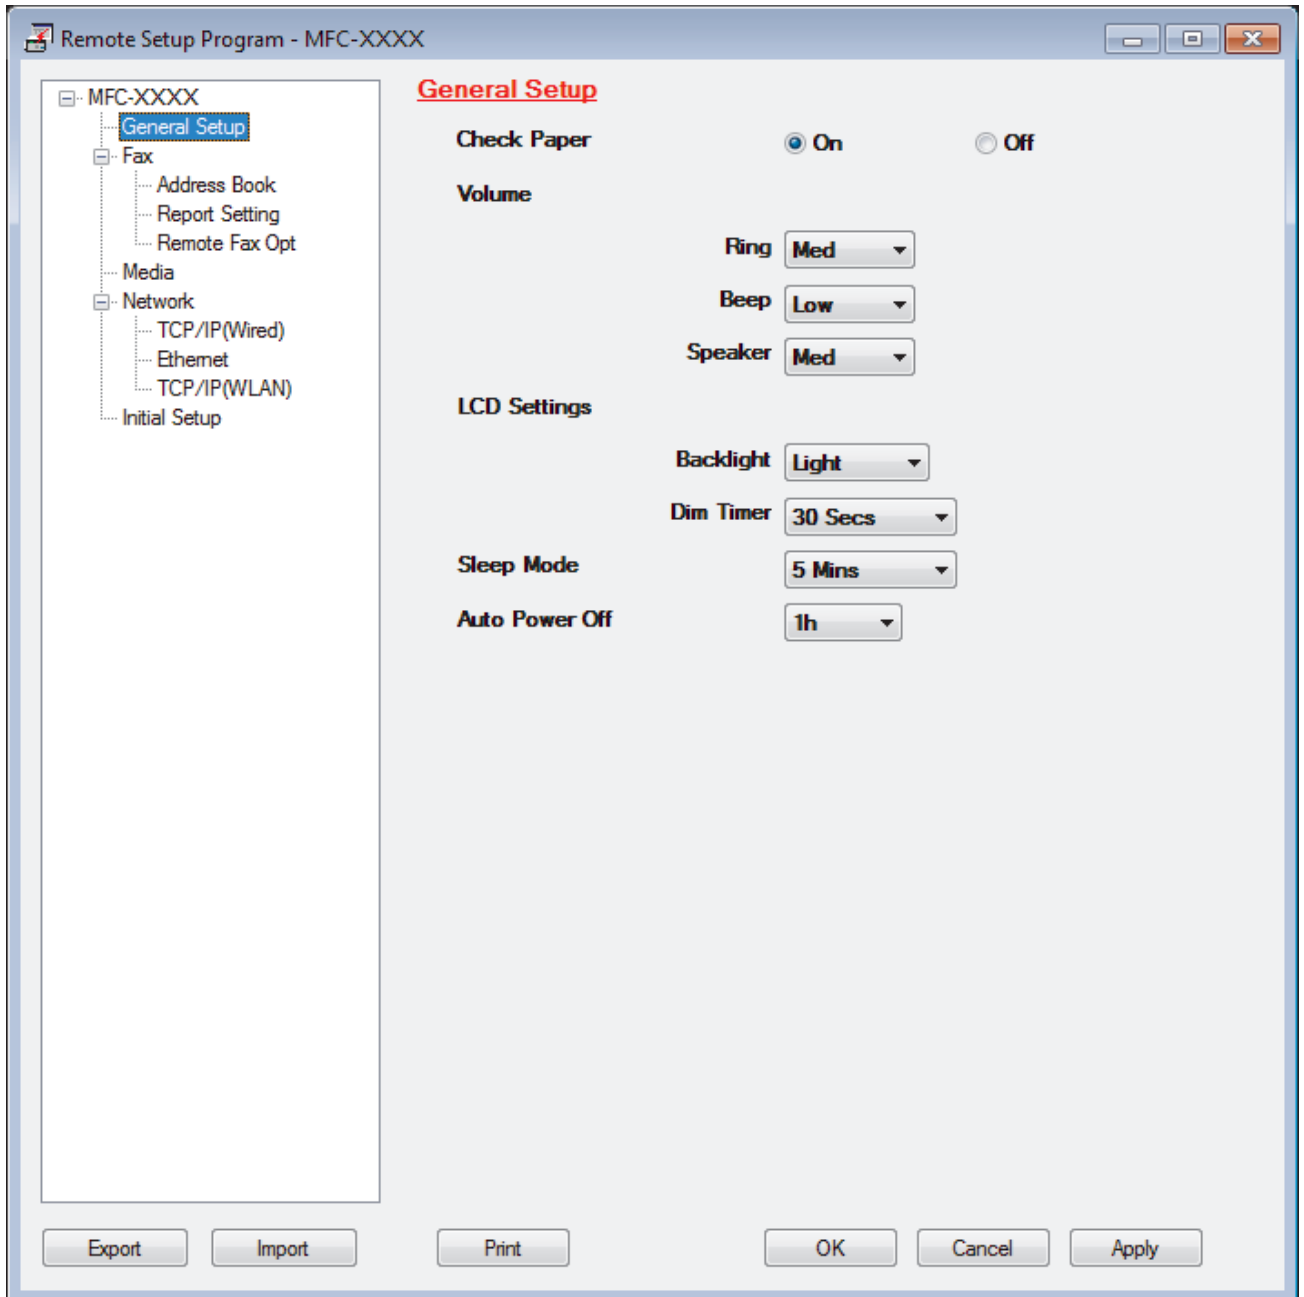 Remote Setup Program - MFC-XXXX
MFC-XXXX
General Setup
Fax
Address Book
Report Setting
Remote Fax Opt
Media
Network
TCP/IP(Wired)
Ethernet
TCP/IP(WLAN)
Initial Setup
General Setup
Check Paper On Off
Volume
Ring Med
Beep Low
Speaker Med
LCD Settings
Backlight Light
Dim Timer 30 Secs
Sleep Mode 5 Mins
Auto Power Off 1h
Export Import Print OK Cancel Apply